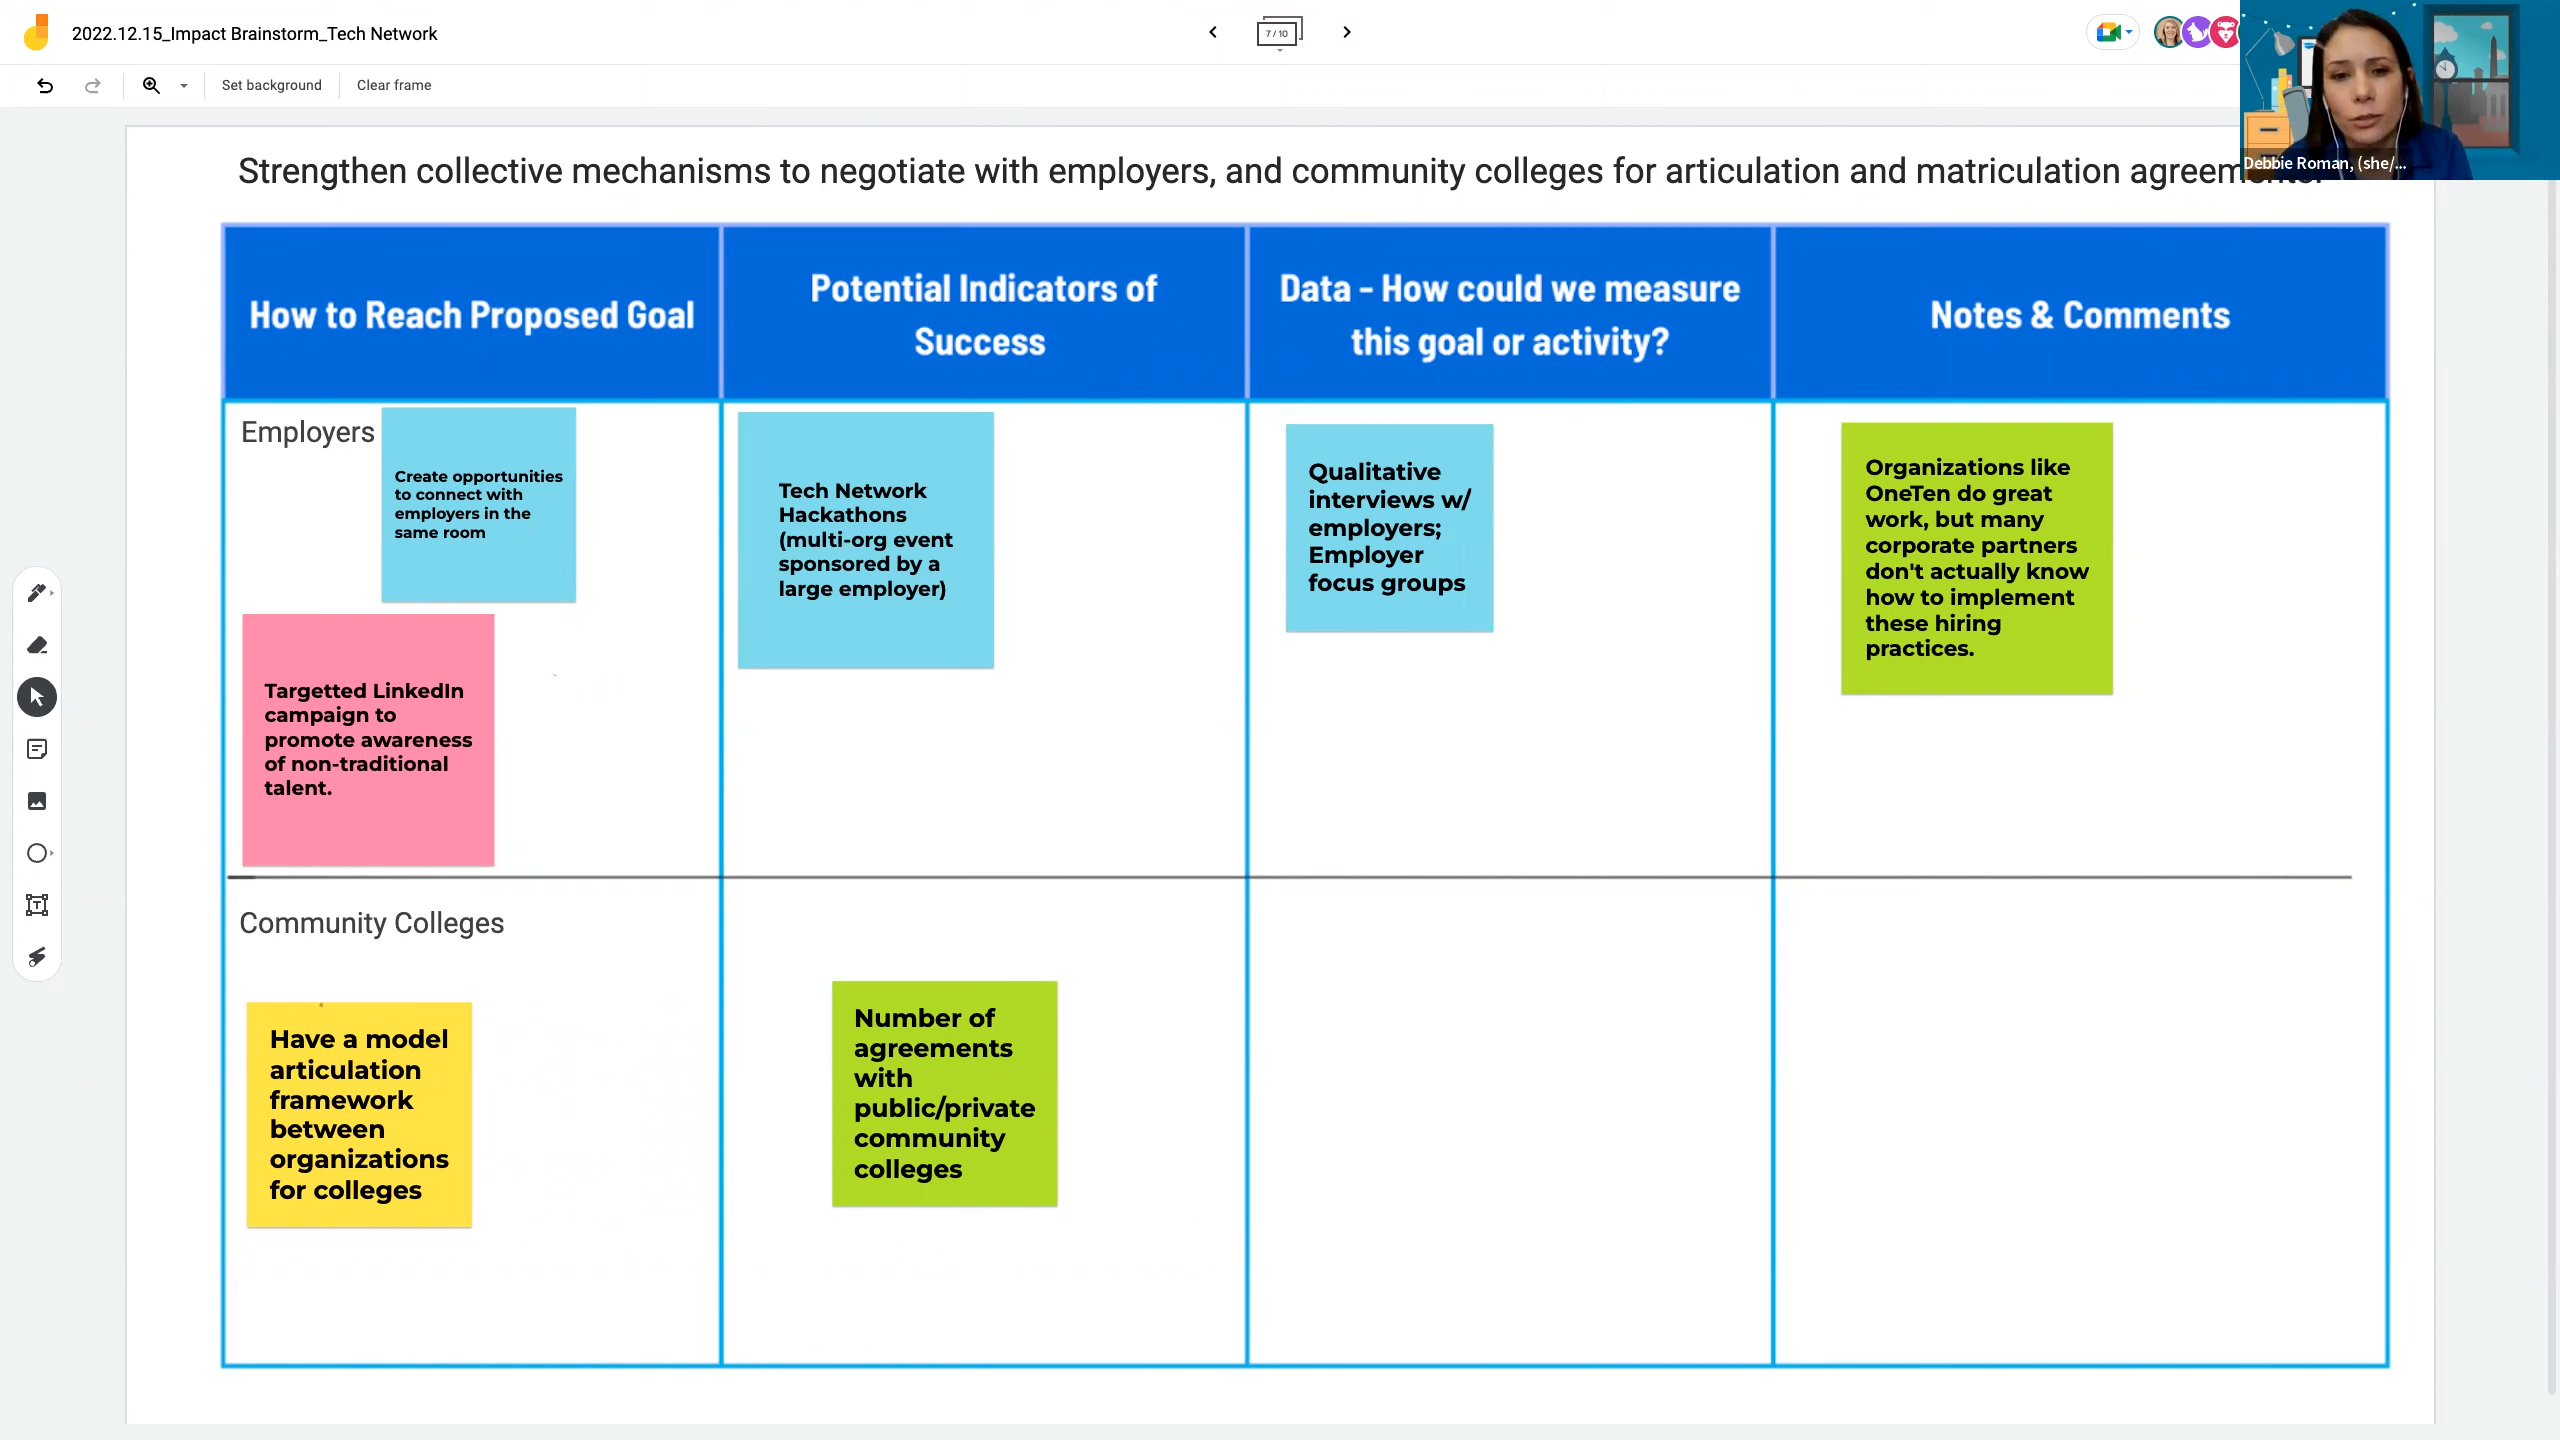 2022.12.15_Impact Brainstorm_Tech Network
7 / 10
Set background
Clear frame
Debbie Roman, (she/...
Strengthen collective mechanisms to negotiate with employers, and community colleges for articulation and matriculation
How to Reach Proposed Goal
Potential Indicators of
Success
Data - How could we measure
this goal or activity?
Notes & Comments
Employers
Create opportunities
to connect with
employers in the
same room
Targetted LinkedIn
campaign to
promote awareness
of non-traditional
talent.
Tech Network
Hackathons
(multi-org event
sponsored by a
large employer)
Qualitative
interviews w/
employers;
Employer
focus groups
Organizations like
OneTen do great
work, but many
corporate partners
don't actually know
how to implement
these hiring
practices.
Community Colleges
Have a model
articulation
framework
between
organizations
for colleges
Number of
agreements
with
public/private
community
colleges